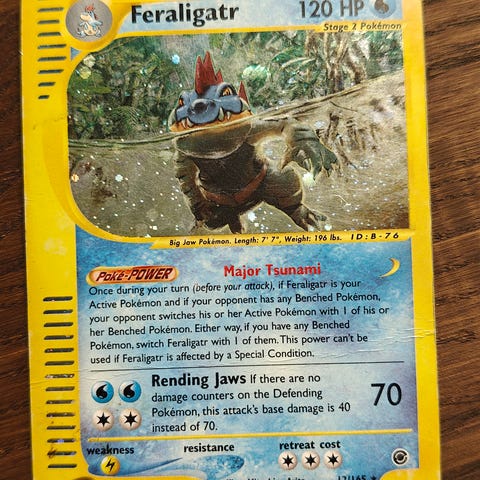 Feraligatr 120 HP
Stage 2 Pokémon
Big Jaw Pokémon. Length: 7' 7", Weight: 196 lbs. ID:B-76
Poké-POWER Major Tsunami
Once during your turn (before your attack), if Feraligatr is your
Active Pokémon and if your opponent has any Benched Pokémon,
your opponent switches his or her Active Pokémon with 1 of his or
her Benched Pokémon. Either way, if you have any Benched
Pokémon, switch Feraligatr with 1 of them. This power can't be
used if Feraligatr is affected by a Special Condition.
Rending Jaws If there are no
damage counters on the Defending
Pokémon, this attack's base damage is 40
instead of 70.
70
weakness resistance retreat cost
12/165